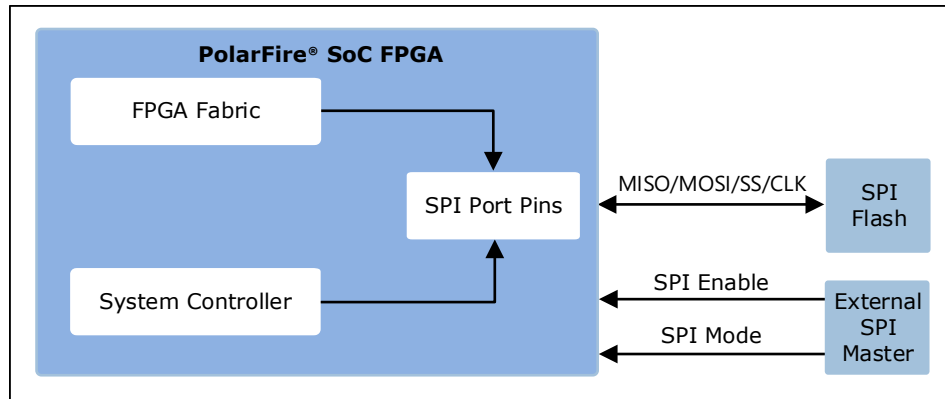 PolarFire® SoC FPGA
FPGA Fabric
SPI Port Pins
System Controller
MISO/MOSI/SS/CLK
SPI
Flash
SPI Enable
SPI Mode
External
SPI
Master